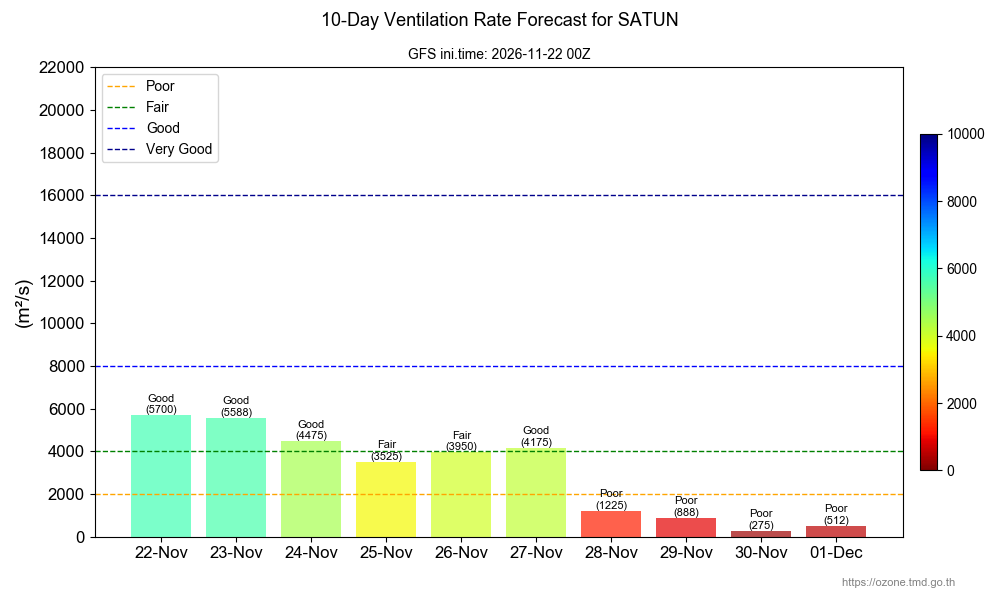 10-Day Ventilation Rate Forecast for SATUN
GFS ini.time: 2026-11-22 00Z
22000
20000
18000
16000
14000
12000
10000
8000
6000
4000
2000
0
(m²/s)
Poor
Fair
Good
Very Good
Good
(5700)
Good
(5588)
Good
(4475)
Fair
(3525)
Fair
(3950)
Good
(4175)
Poor
(1225)
Poor
(888)
Poor
(275)
Poor
(512)
22-Nov
23-Nov
24-Nov
25-Nov
26-Nov
27-Nov
28-Nov
29-Nov
30-Nov
01-Dec
10000
8000
6000
4000
2000
0
https://ozone.tmd.go.th